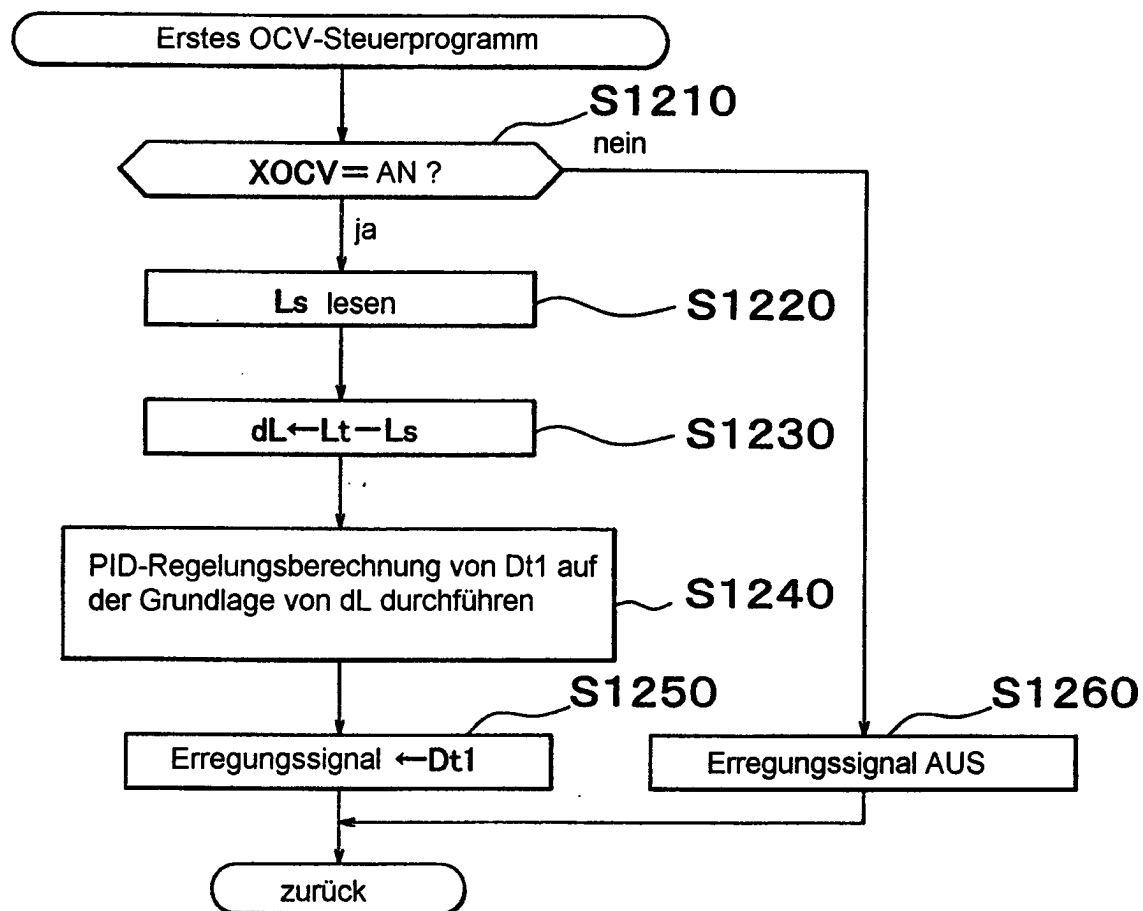 Erstes OCV-Steuerprogramm
S1210
nein
XOCV=AN ?
ja
Ls lesen
S1220
dL←Lt−Ls
S1230
PID-Regelungsberechnung von Dt1 auf
der Grundlage von dL durchführen
S1240
S1250
Erregungssignal ←Dt1
S1260
Erregungssignal AUS
zurück